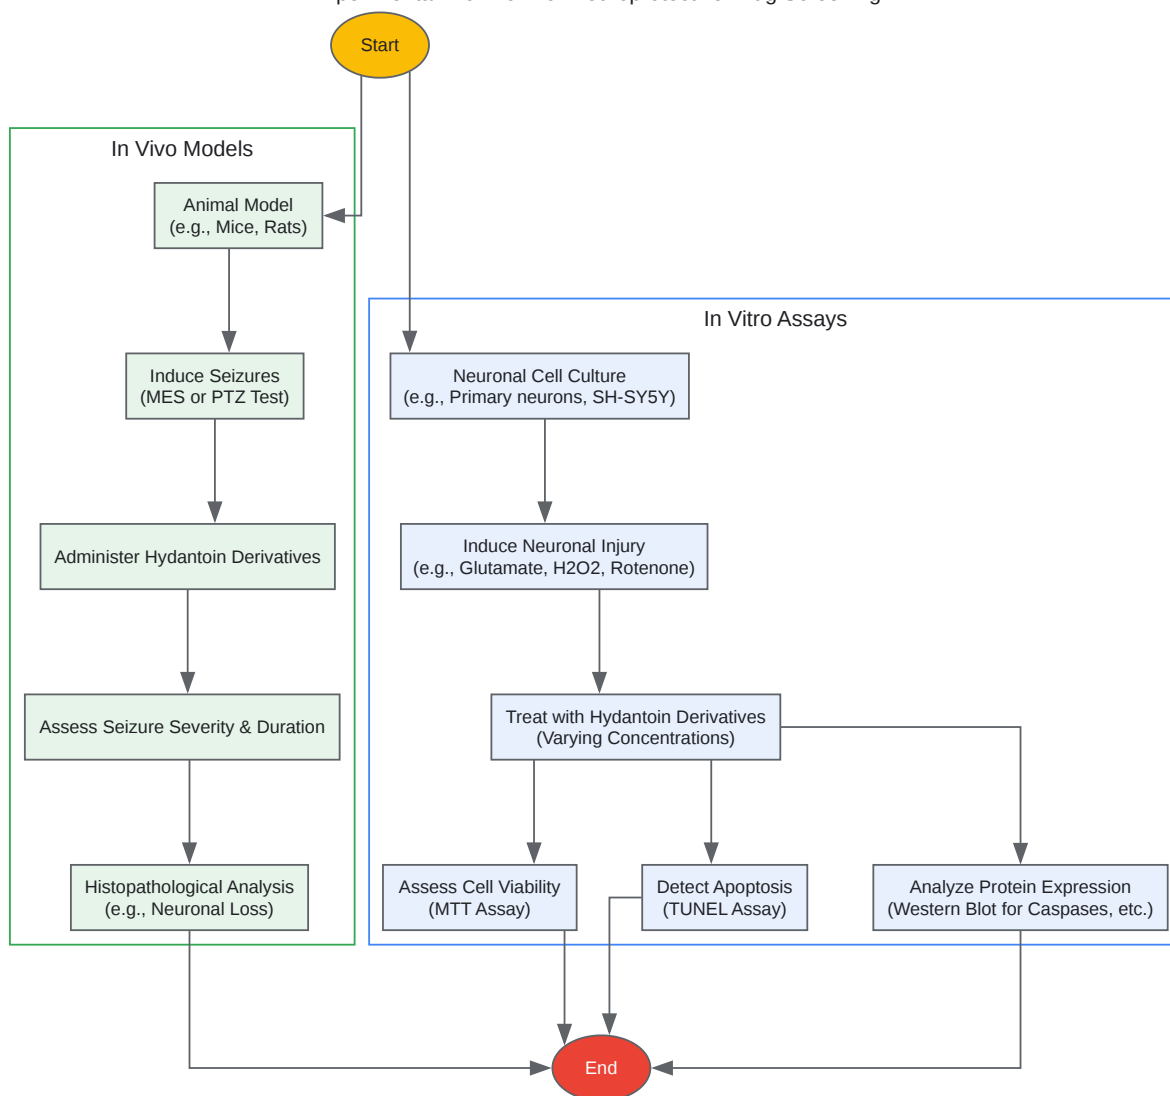 Start
In Vivo Models
Animal Model
(e.g., Mice, Rats)
Induce Seizures
(MES or PTZ Test)
Administer Hydantoin Derivatives
Assess Seizure Severity & Duration
Histopathological Analysis
(e.g., Neuronal Loss)
In Vitro Assays
Neuronal Cell Culture
(e.g., Primary neurons, SH-SY5Y)
Induce Neuronal Injury
(e.g., Glutamate, H2O2, Rotenone)
Treat with Hydantoin Derivatives
(Varying Concentrations)
Assess Cell Viability
(MTT Assay)
Detect Apoptosis
(TUNEL Assay)
Analyze Protein Expression
(Western Blot for Caspases, etc.)
End